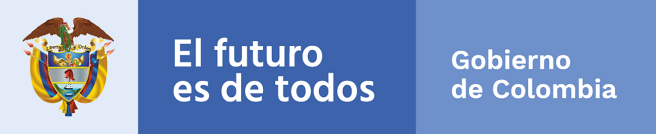 El futuro
es de todos
Gobierno
de Colombia